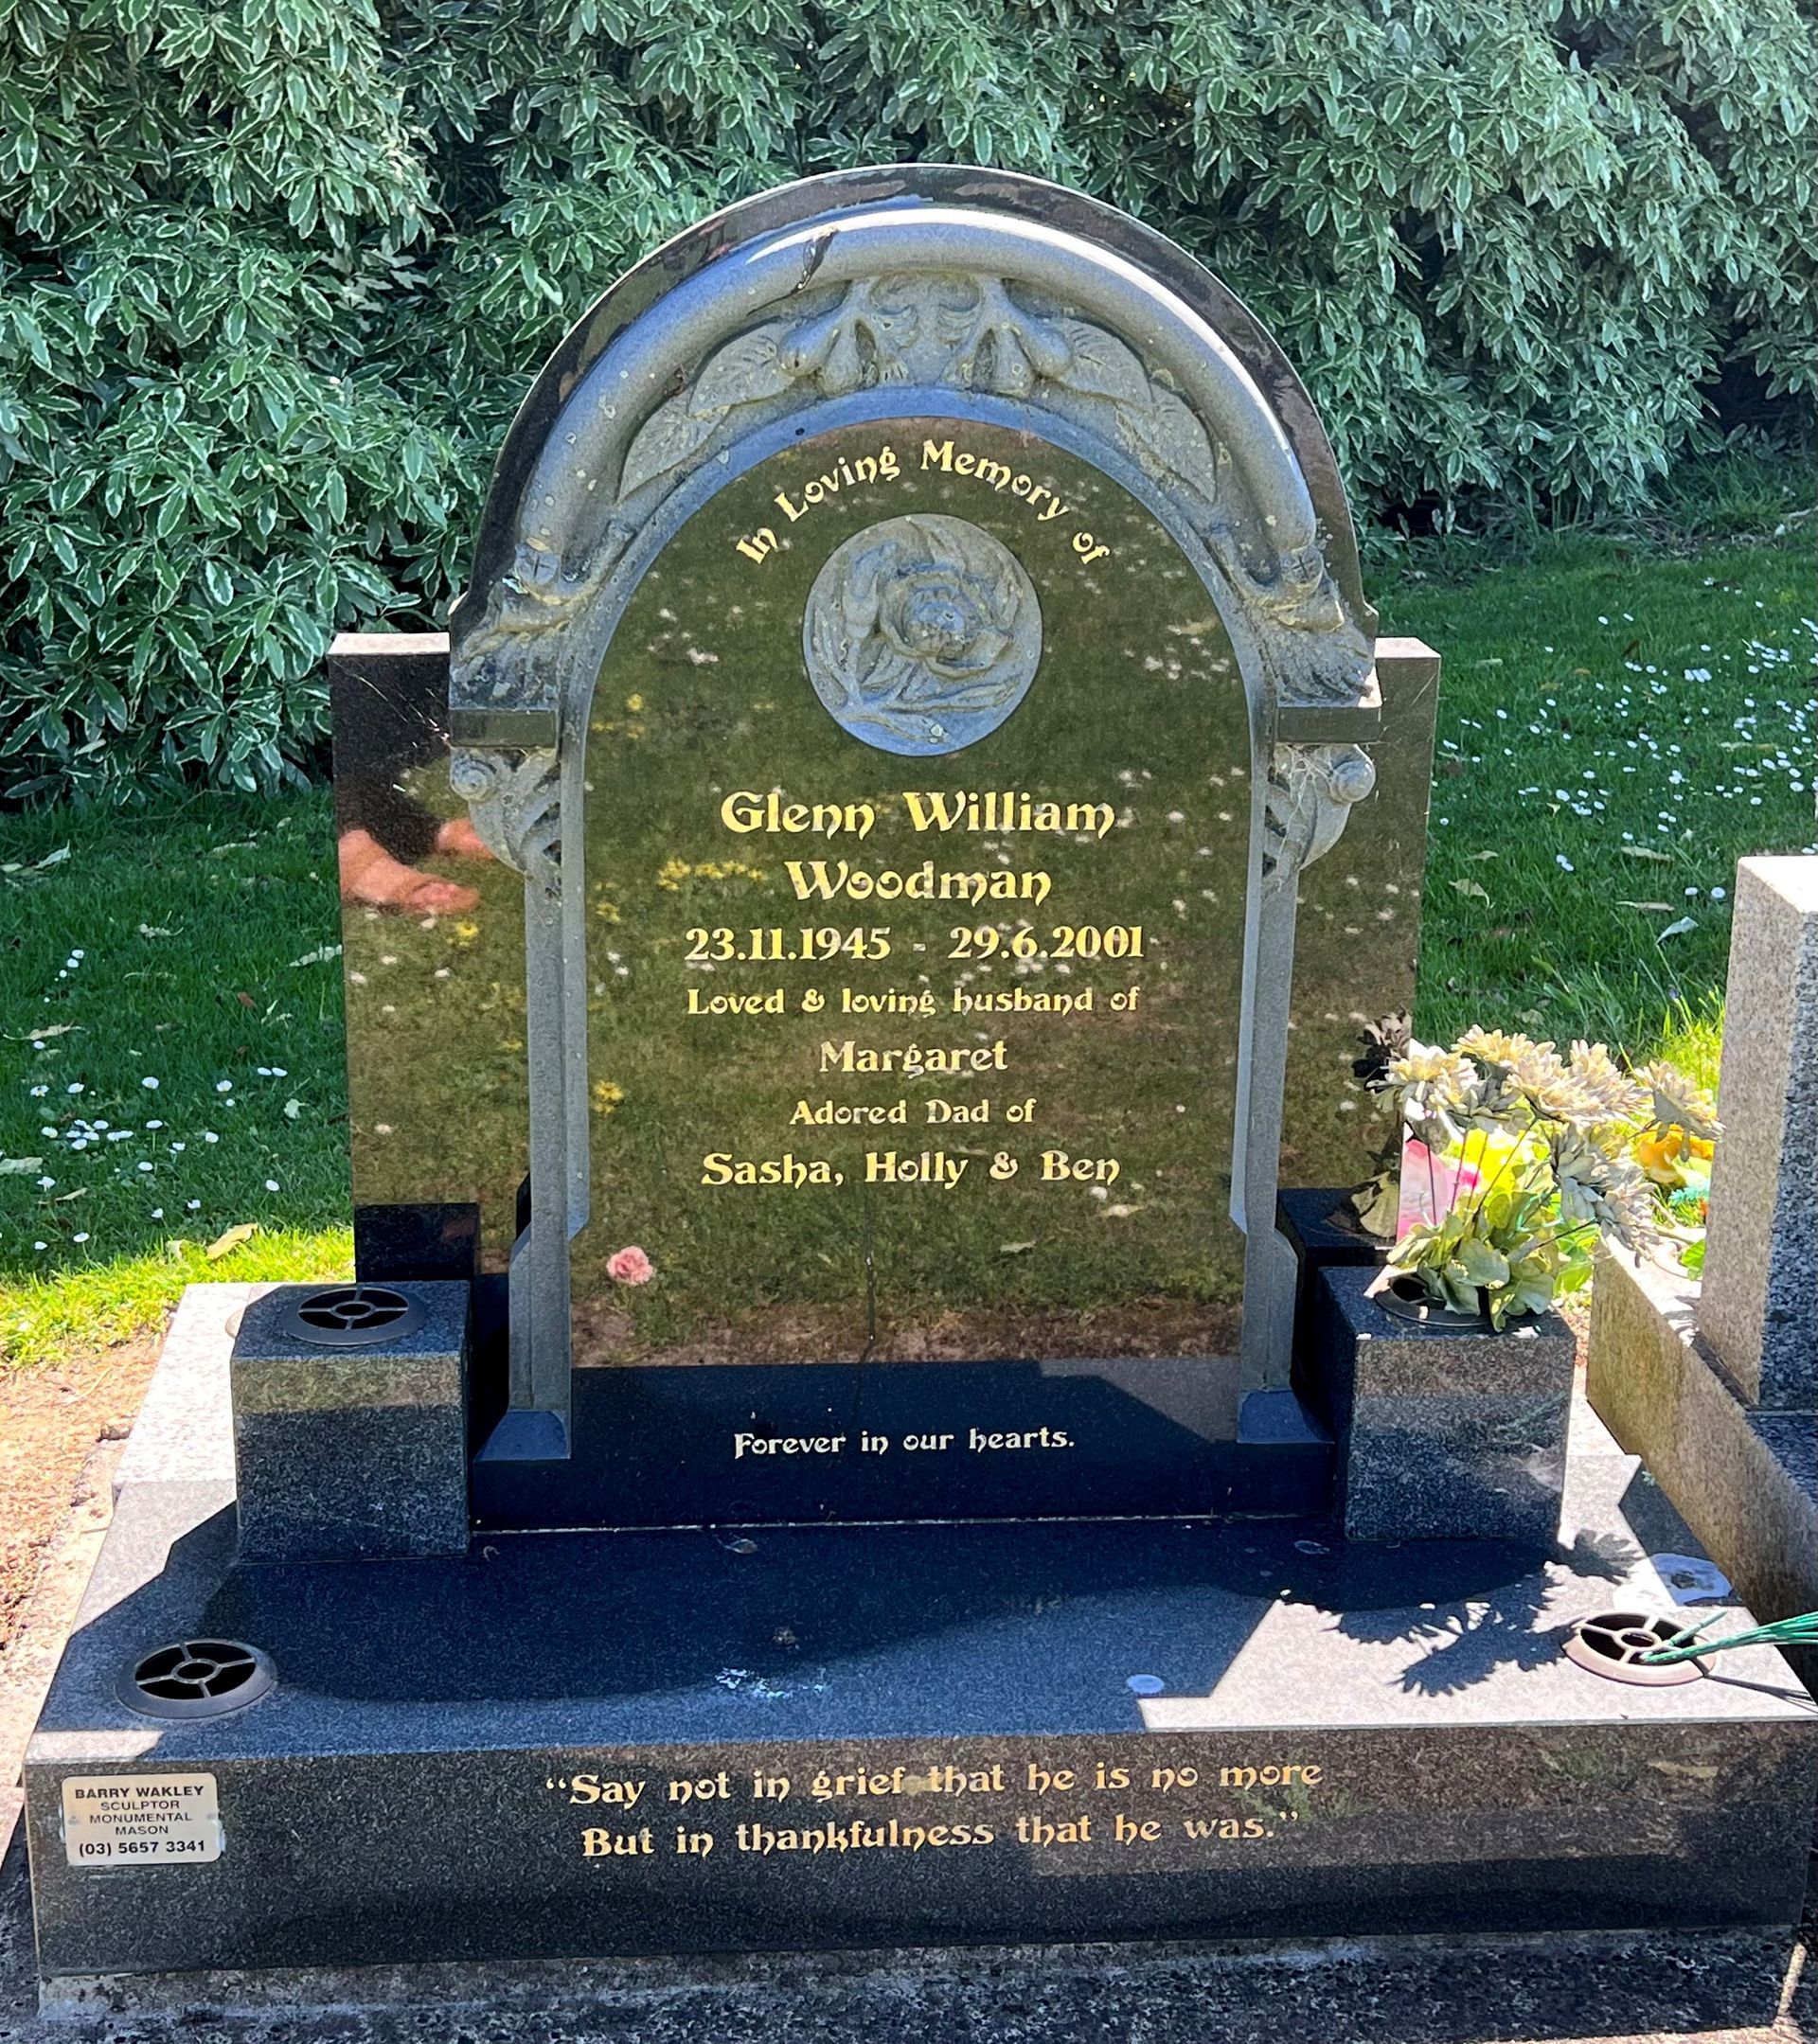 In Loving Memory of
Glenn William
Woodman
23.11.1945 - 29.6.2001
Loved & loving husband of
Margaret
Adored Dad of
Sasha, Holly & Ben
Forever in our hearts.
“Say not in grief that he is no more
But in thankfulness that he was.”
BARRY WAKLEY
SCULPTOR
MONUMENTAL
MASON
(03) 5657 3341